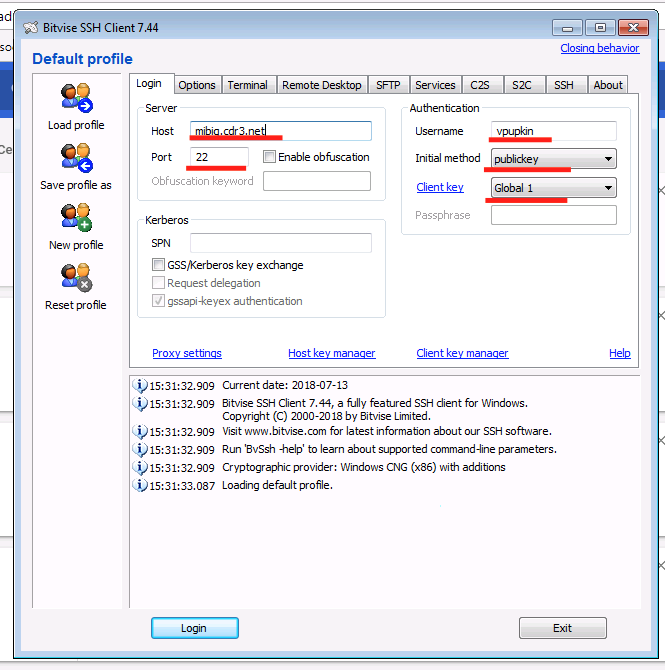 ad
Bitvise SSH Client 7.44
soc
Closing behavior
Default profile
Login
Options
Terminal
Remote Desktop
SFTP
Services
C2S
S2C
SSH
About
Load profile
Save profile as
New profile
Reset profile
Server
Host
mibiq.cdr3.net
Port
22
Enable obfuscation
Obfuscation keyword
Kerberos
SPN
GSS/Kerberos key exchange
Request delegation
gssapi-keyex authentication
Authentication
Username
vpupkin
Initial method
publickey
Client key
Global 1
Passphrase
Ce
Proxy settings
Host key manager
Client key manager
Help
15:31:32.909 Current date: 2018-07-13
15:31:32.909 Bitvise SSH Client 7.44, a fully featured SSH client for Windows.
Copyright (C) 2000-2018 by Bitvise Limited.
15:31:32.909 Visit www.bitvise.com for latest information about our SSH software.
15:31:32.909 Run 'BvSsh -help' to learn about supported command-line parameters.
15:31:32.909 Cryptographic provider: Windows CNG (x86) with additions
15:31:33.087 Loading default profile.
Login
Exit